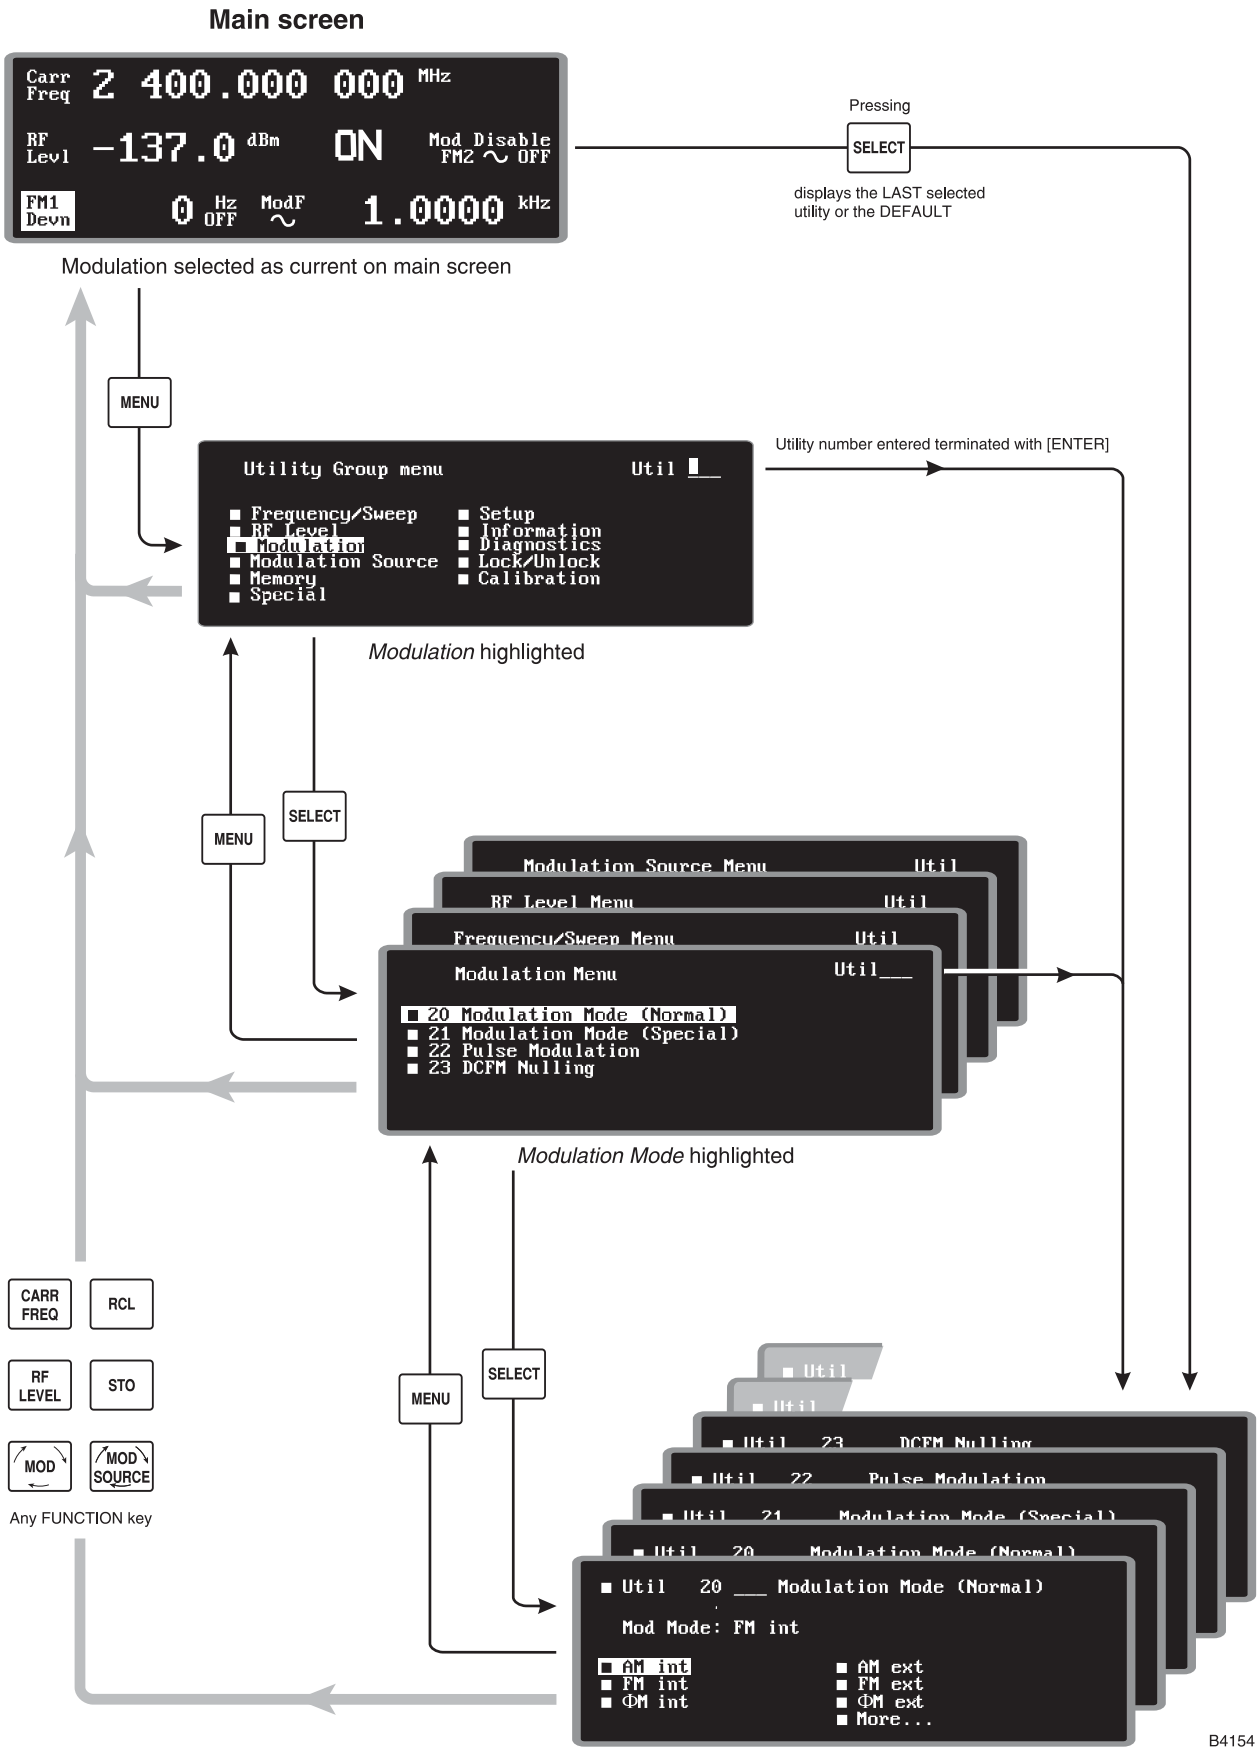 Main screen
Carr Freq 2 400.000 000 MHz
RF Levl -137.0 dBm ON Mod Disable
FM2 ∿ OFF
FM1 Devn 0 Hz OFF ModF ∿ 1.0000 kHz
Modulation selected as current on main screen
Pressing
SELECT
displays the LAST selected
utility or the DEFAULT
MENU
Utility number entered terminated with [ENTER]
Utility Group menu Util ___
■ Frequency/Sweep ■ Setup
■ RF Level ■ Information
■ Modulation ■ Diagnostics
■ Modulation Source ■ Lock/Unlock
■ Memory ■ Calibration
■ Special
Modulation highlighted
SELECT
MENU
Modulation Source Menu Util
RF Level Menu Util
Frequency/Sweep Menu Util
Modulation Menu Util___
■ 20 Modulation Mode (Normal)
■ 21 Modulation Mode (Special)
■ 22 Pulse Modulation
■ 23 DCFM Nulling
Modulation Mode highlighted
CARR FREQ
RCL
RF LEVEL
STO
MOD
MOD SOURCE
Any FUNCTION key
SELECT
MENU
■ Util
■ Util
■ Util 23 DCFM Nulling
■ Util 22 Pulse Modulation
■ Util 21 Modulation Mode (Special)
■ Util 20 Modulation Mode (Normal)
■ Util 20 ___ Modulation Mode (Normal)
Mod Mode: FM int
■ AM int ■ AM ext
■ FM int ■ FM ext
■ ΦM int ■ ΦM ext
■ More...
B4154